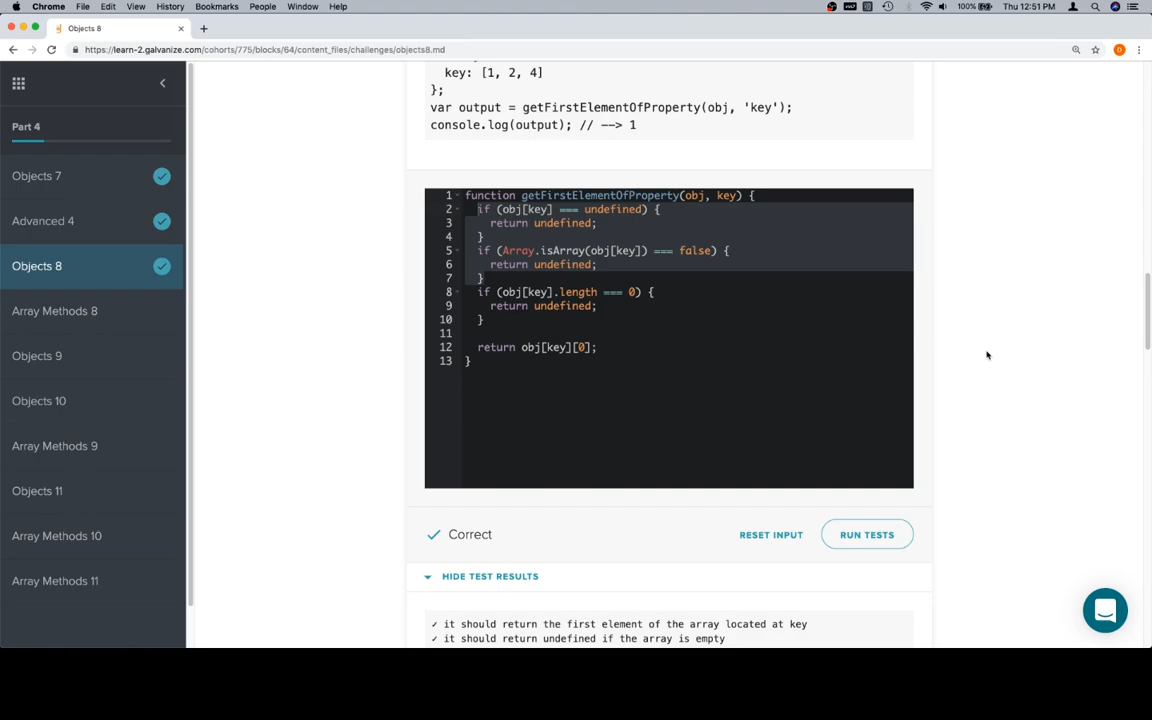 Chrome File Edit View History Bookmarks People Window Help 100% Thu 12:51 PM
Objects 8
https://learn-2.galvanize.com/cohorts/775/blocks/64/content_files/challenges/objects8.md
Part 4
Objects 7
Advanced 4
Objects 8
Array Methods 8
Objects 9
Objects 10
Array Methods 9
Objects 11
Array Methods 10
Array Methods 11
key: [1, 2, 4]
};
var output = getFirstElementOfProperty(obj, 'key');
console.log(output); // --> 1
1 function getFirstElementOfProperty(obj, key) {
2 if (obj[key] === undefined) {
3 return undefined;
4 }
5 if (Array.isArray(obj[key]) === false) {
6 return undefined;
7 }
8 if (obj[key].length === 0) {
9 return undefined;
10 }
11
12 return obj[key][0];
13 }
✓ Correct
RESET INPUT
RUN TESTS
HIDE TEST RESULTS
✓ it should return the first element of the array located at key
✓ it should return undefined if the array is empty